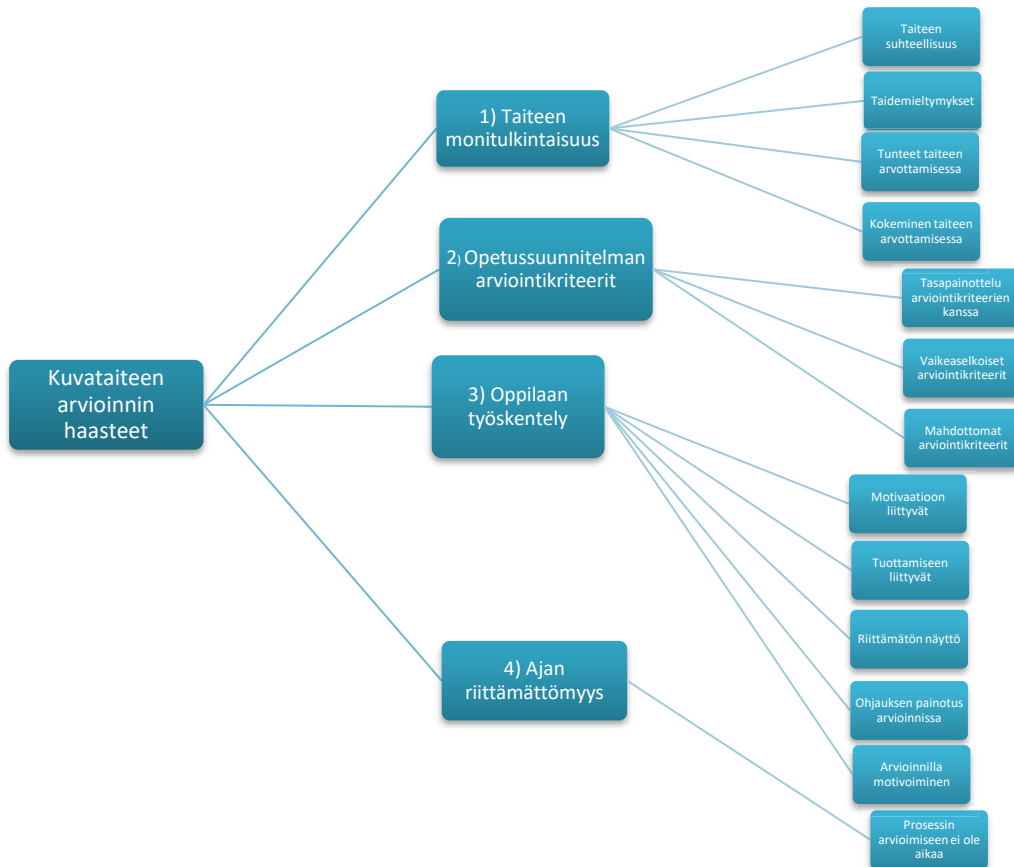 Kuvataiteen
arvioinnin
haasteet
1) Taiteen
monitulkintaisuus
Taiteen
suhteellisuus
Taidemieltymykset
Tunteet taiteen
arvottamisessa
Kokeminen taiteen
arvottamisessa
2) Opetussuunnitelman
arviointikriteerit
Tasapainottelu
arviointikriteerien
kanssa
Vaikeaselkoiset
arviointikriteerit
Mahdottomat
arviointikriteerit
3) Oppilaan
työskentely
Motivaatioon
liittyvät
Tuottamiseen
liittyvät
Riittämätön näyttö
Ohjauksen painotus
arvioinnissa
Arvioinnilla
motivoiminen
4) Ajan
riittämättömyys
Prosessin
arvioimiseen ei ole
aikaa